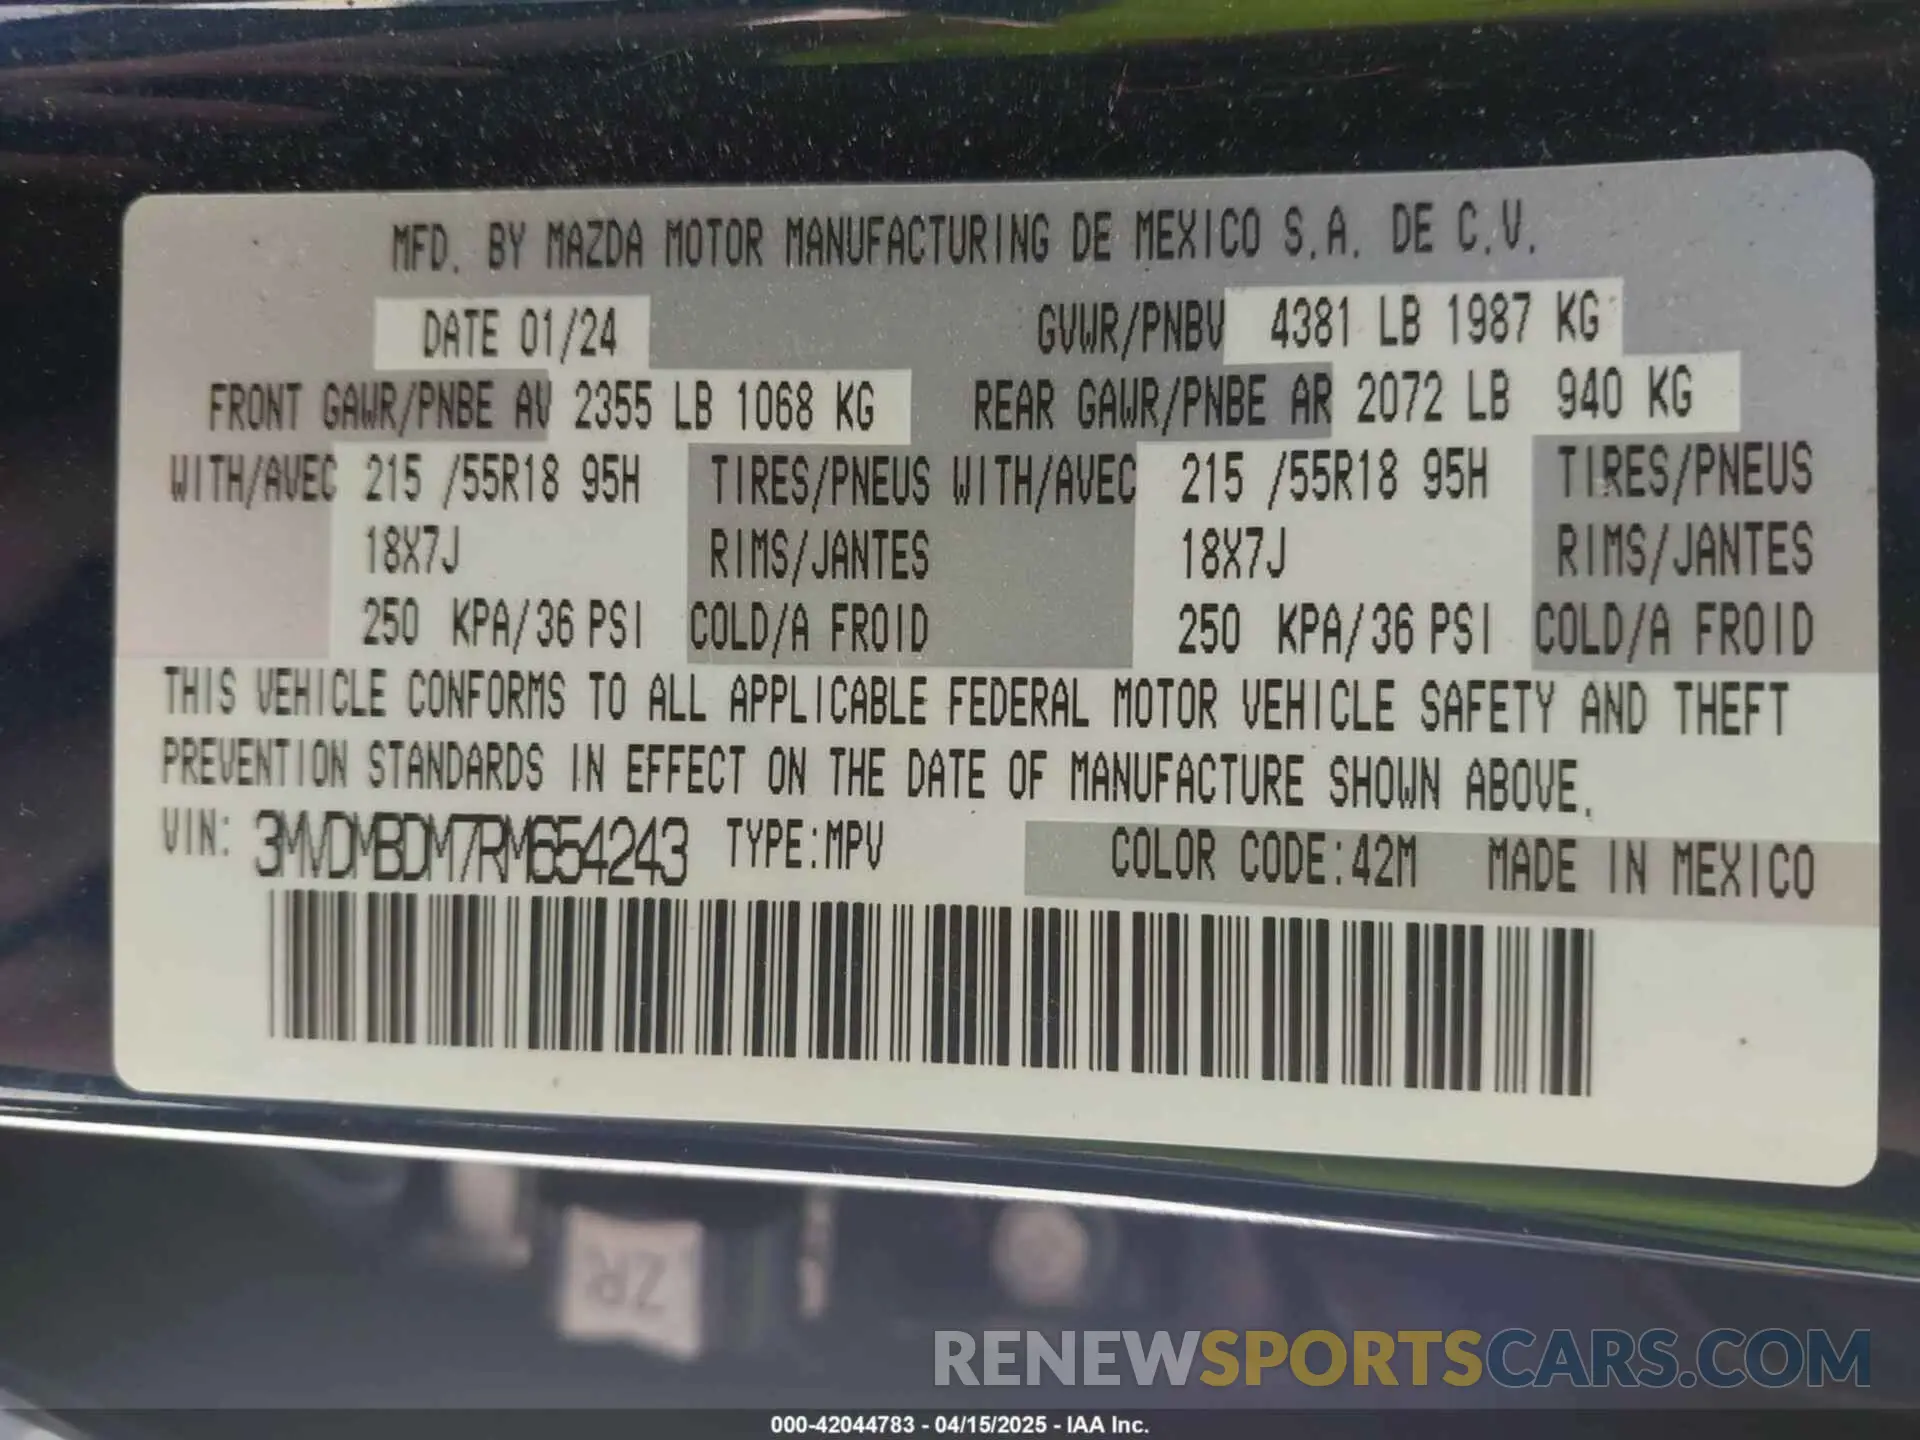 MFD. BY MAZDA MOTOR MANUFACTURING DE MEXICO S.A. DE C.V.
DATE 01/24 GVWR/PNBV 4381 LB 1987 KG
FRONT GAWR/PNBE AV 2355 LB 1068 KG REAR GAWR/PNBE AR 2072 LB 940 KG
WITH/AVEC 215 /55R18 95H TIRES/PNEUS WITH/AVEC 215 /55R18 95H TIRES/PNEUS
18X7J RIMS/JANTES 18X7J RIMS/JANTES
250 KPA/36 PSI COLD/A FROID 250 KPA/36 PSI COLD/A FROID
THIS VEHICLE CONFORMS TO ALL APPLICABLE FEDERAL MOTOR VEHICLE SAFETY AND THEFT
PREVENTION STANDARDS IN EFFECT ON THE DATE OF MANUFACTURE SHOWN ABOVE.
VIN: 3MVDMBDM7RM654243 TYPE:MPV COLOR CODE:42M MADE IN MEXICO
ZR
RENEWSPORTSCARS.COM
000-42044783 - 04/15/2025 - IAA Inc.